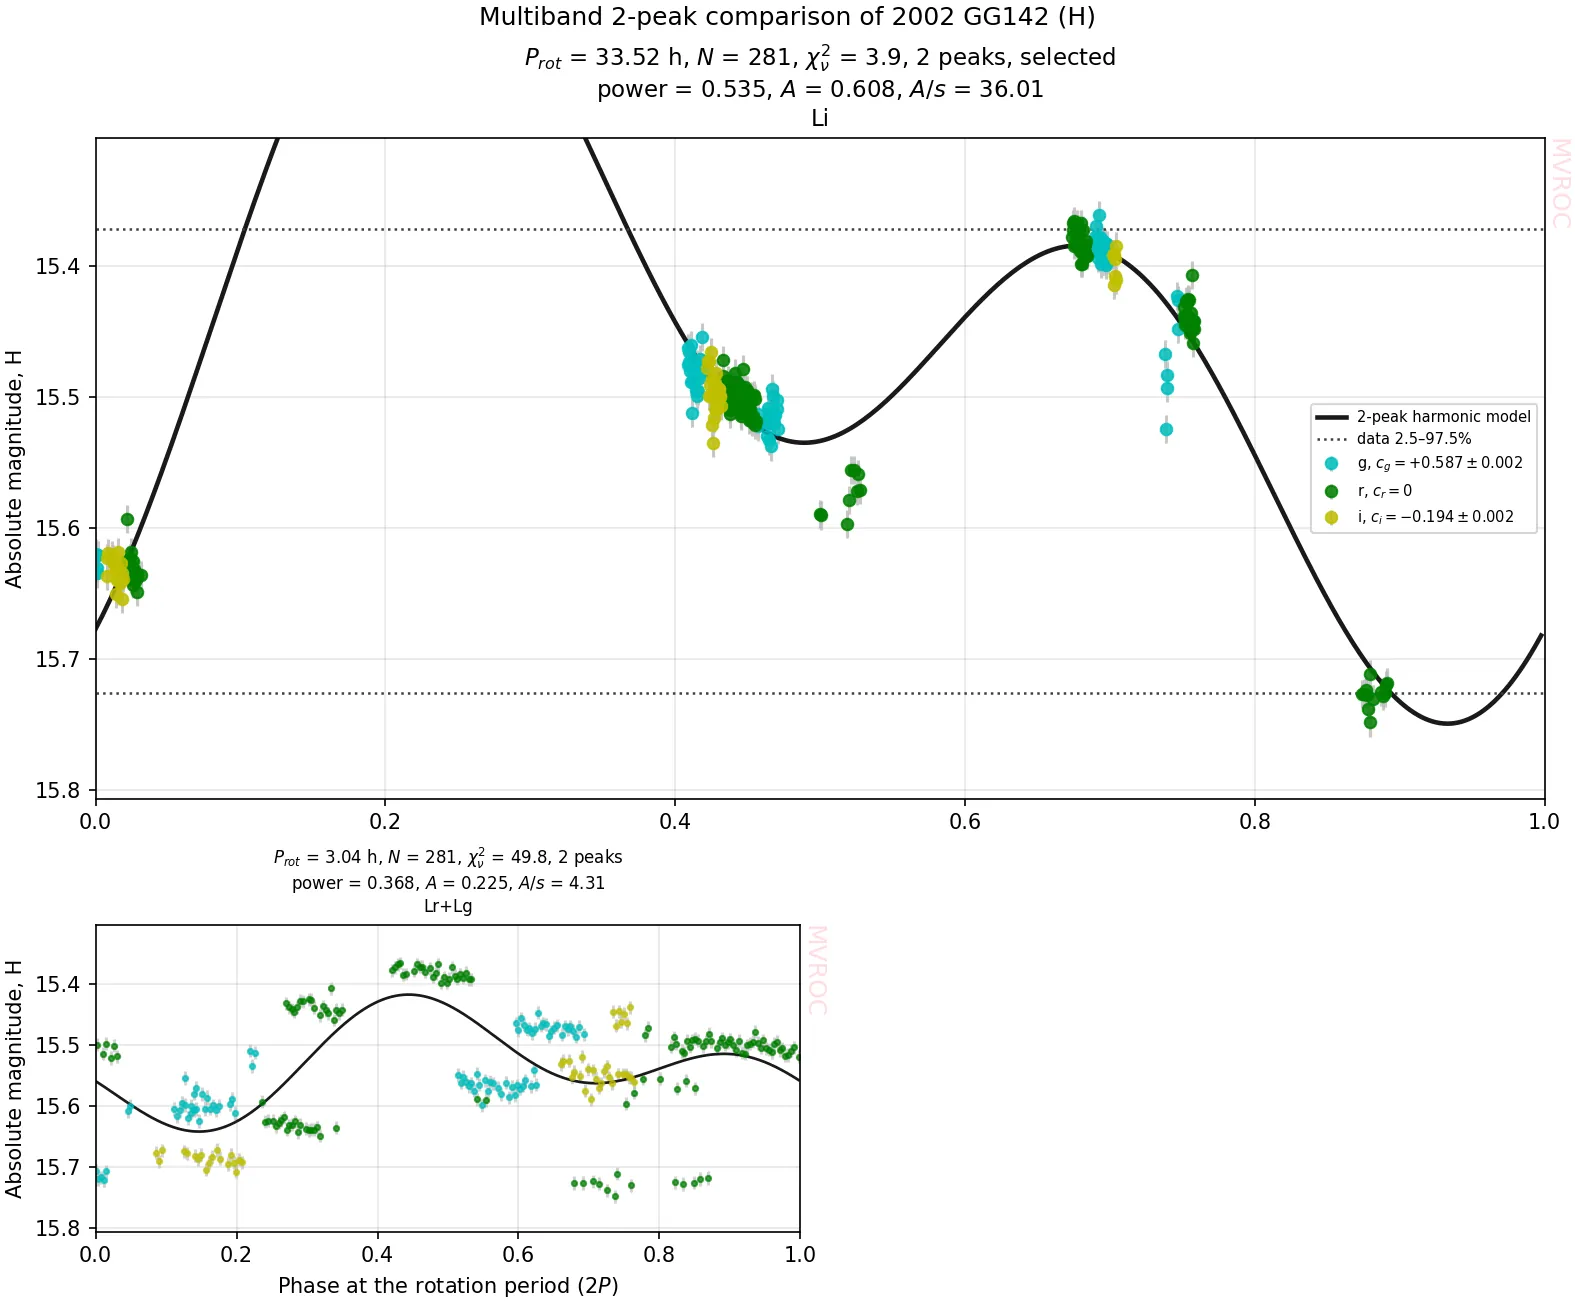 Multiband 2-peak comparison of 2002 GG142 (H)
P_rot = 33.52 h, N = 281, χ²_ν = 3.9, 2 peaks, selected
power = 0.535, A = 0.608, A/s = 36.01
Li
MVROC
Absolute magnitude, H
15.4
15.5
15.6
15.7
15.8
2-peak harmonic model
data 2.5–97.5%
g, c_g = +0.587 ± 0.002
r, c_r = 0
i, c_i = −0.194 ± 0.002
0.0 0.2 0.4 0.6 0.8 1.0
P_rot = 3.04 h, N = 281, χ²_ν = 49.8, 2 peaks
power = 0.368, A = 0.225, A/s = 4.31
Lr+Lg
MVROC
Absolute magnitude, H
15.4
15.5
15.6
15.7
15.8
0.0 0.2 0.4 0.6 0.8 1.0
Phase at the rotation period (2P)